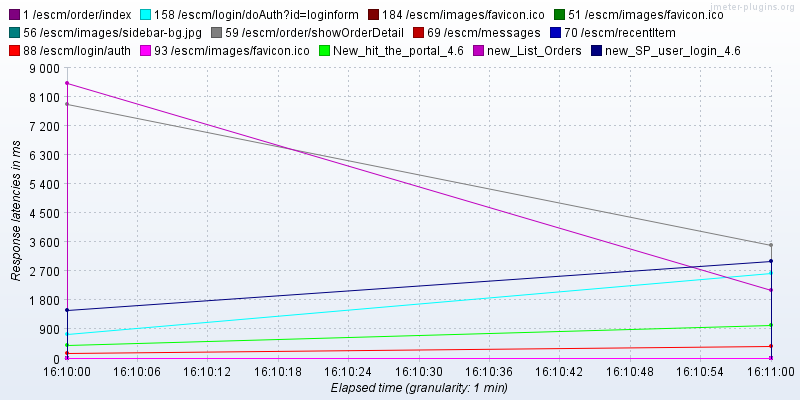 jmeter-plugins.org
1 /escm/order/index 158 /escm/login/doAuth?id=loginform 184 /escm/images/favicon.ico 51 /escm/images/favicon.ico
56 /escm/images/sidebar-bg.jpg 59 /escm/order/showOrderDetail 69 /escm/messages 70 /escm/recentItem
88 /escm/login/auth 93 /escm/images/favicon.ico New_hit_the_portal_4.6 new_List_Orders new_SP_user_login_4.6
9 000
8 100
7 200
6 300
5 400
4 500
3 600
2 700
1 800
900
0
Response latencies in ms
16:10:00 16:10:06 16:10:12 16:10:18 16:10:24 16:10:30 16:10:36 16:10:42 16:10:48 16:10:54 16:11:00
Elapsed time (granularity: 1 min)